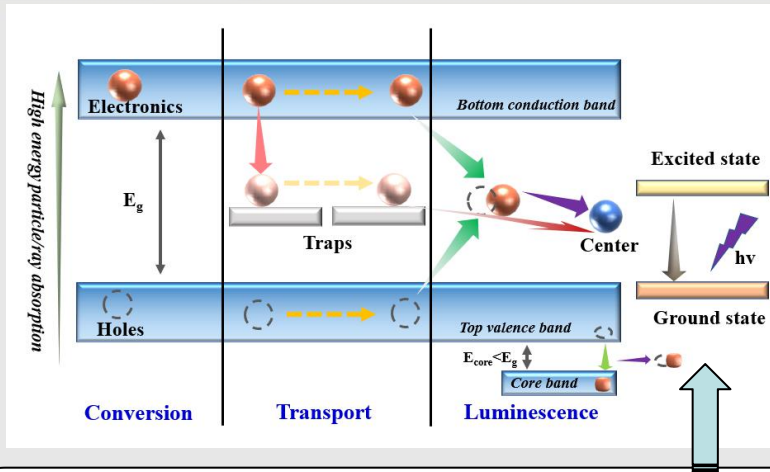 High energy particle/ray absorption
Electronics
Bottom conduction band
Eg
Traps
Excited state
Center
hv
Ground state
Holes
Top valence band
Ecore<Eg
Core band
Conversion
Transport
Luminescence